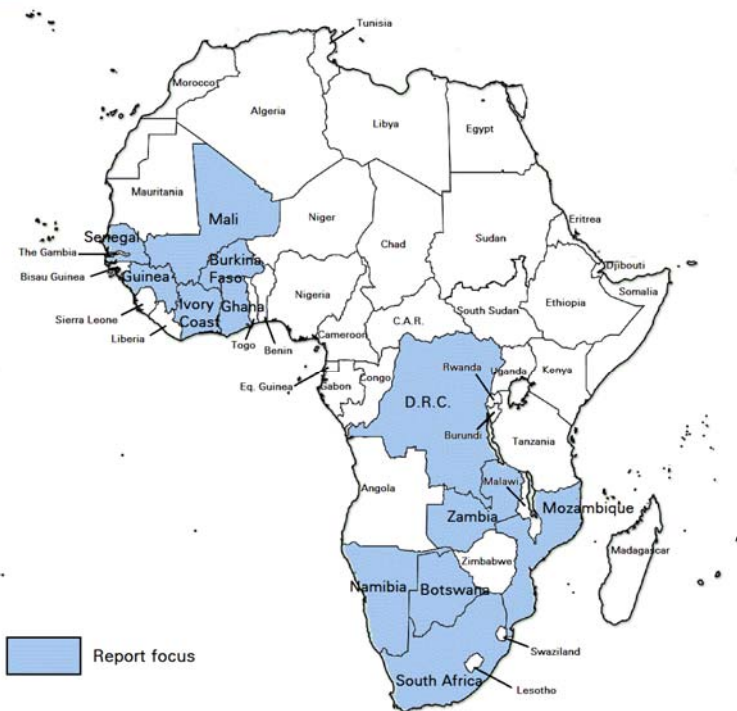 Tunisia
Morocco
Algeria
Libya
Egypt
Mauritania
Mali
Niger
Chad
Sudan
Eritrea
Senegal
The Gambia
Djibouti
Bisau Guinea
Guinea
Burkina
Faso
Somalia
Nigeria
Ethiopia
Ivory
Coast
Ghana
South Sudan
Sierra Leone
C.A.R.
Cameroon
Liberia
Togo
Benin
Rwanda
Uganda
Kenya
Eq. Guinea
Gabon
Congo
D.R.C.
Burundi
Tanzania
Angola
Malawi
Mozambique
Zambia
Madagascar
Zimbabwe
Namibia
Botswana
Swaziland
Report focus
South Africa
Lesotho